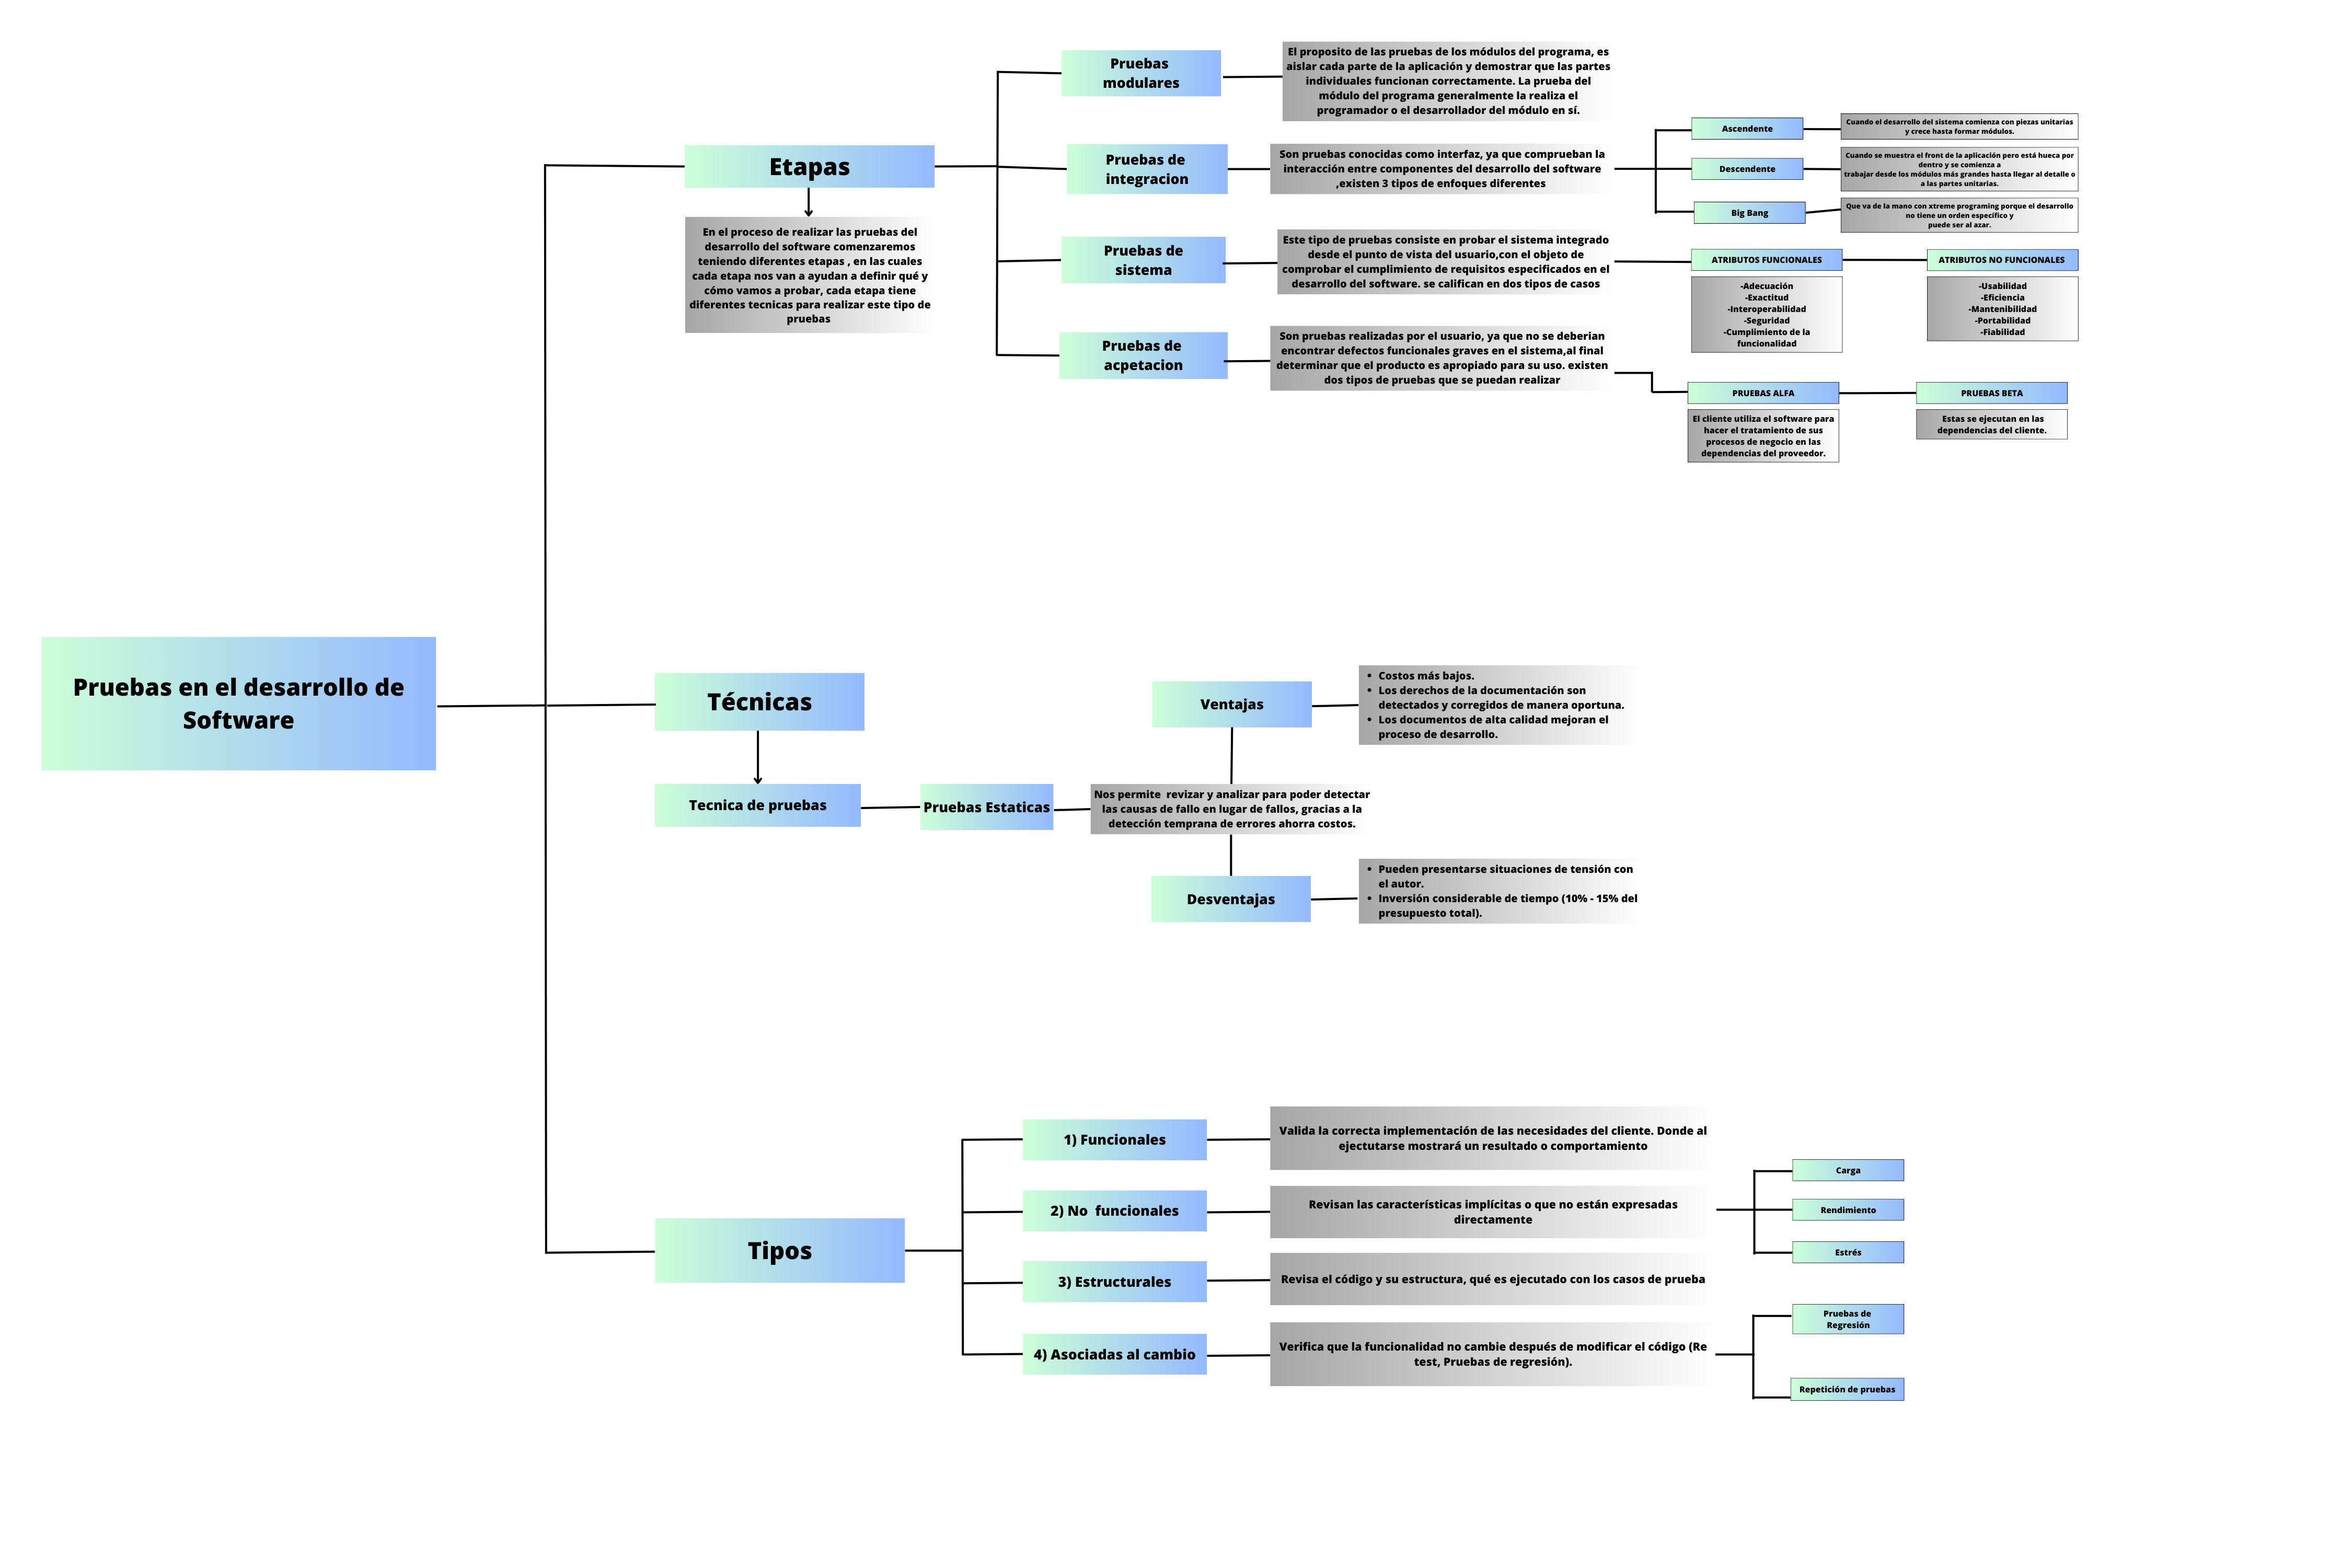 Pruebas en el desarrollo de
Software
Etapas
En el proceso de realizar las pruebas del
desarrollo del software comenzaremos
teniendo diferentes etapas , en las cuales
cada etapa nos van a ayudan a definir qué y
cómo vamos a probar, cada etapa tiene
diferentes tecnicas para realizar este tipo de
pruebas
Pruebas
modulares
El proposito de las pruebas de los módulos del programa, es
aislar cada parte de la aplicación y demostrar que las partes
individuales funcionan correctamente. La prueba del
módulo del programa generalmente la realiza el
programador o el desarrollador del módulo en sí.
Pruebas de
integracion
Son pruebas conocidas como interfaz, ya que comprueban la
interacción entre componentes del desarrollo del software
,existen 3 tipos de enfoques diferentes
Ascendente
Cuando el desarrollo del sistema comienza con piezas unitarias
y crece hasta formar módulos.
Descendente
Cuando se muestra el front de la aplicación pero está hueca por
dentro y se comienza a
trabajar desde los módulos más grandes hasta llegar al detalle o
a las partes unitarias.
Big Bang
Que va de la mano con xtreme programing porque el desarrollo
no tiene un orden específico y
puede ser al azar.
Pruebas de
sistema
Este tipo de pruebas consiste en probar el sistema integrado
desde el punto de vista del usuario,con el objeto de
comprobar el cumplimiento de requisitos especificados en el
desarrollo del software. se califican en dos tipos de casos
ATRIBUTOS FUNCIONALES
-Adecuación
-Exactitud
-Interoperabilidad
-Seguridad
-Cumplimiento de la
funcionalidad
ATRIBUTOS NO FUNCIONALES
-Usabilidad
-Eficiencia
-Mantenibilidad
-Portabilidad
-Fiabilidad
Pruebas de
acpetacion
Son pruebas realizadas por el usuario, ya que no se deberian
encontrar defectos funcionales graves en el sistema,al final
determinar que el producto es apropiado para su uso. existen
dos tipos de pruebas que se puedan realizar
PRUEBAS ALFA
El cliente utiliza el software para
hacer el tratamiento de sus
procesos de negocio en las
dependencias del proveedor.
PRUEBAS BETA
Estas se ejecutan en las
dependencias del cliente.
Técnicas
Tecnica de pruebas
Pruebas Estaticas
Nos permite  revizar y analizar para poder detectar
las causas de fallo en lugar de fallos, gracias a la
detección temprana de errores ahorra costos.
Ventajas
• Costos más bajos.
• Los derechos de la documentación son
detectados y corregidos de manera oportuna.
• Los documentos de alta calidad mejoran el
proceso de desarrollo.
Desventajas
• Pueden presentarse situaciones de tensión con
el autor.
• Inversión considerable de tiempo (10% - 15% del
presupuesto total).
Tipos
1) Funcionales
Valida la correcta implementación de las necesidades del cliente. Donde al
ejectutarse mostrará un resultado o comportamiento
2) No  funcionales
Revisan las características implícitas o que no están expresadas
directamente
Carga
Rendimiento
Estrés
3) Estructurales
Revisa el código y su estructura, qué es ejecutado con los casos de prueba
4) Asociadas al cambio
Verifica que la funcionalidad no cambie después de modificar el código (Re
test, Pruebas de regresión).
Pruebas de
Regresión
Repetición de pruebas